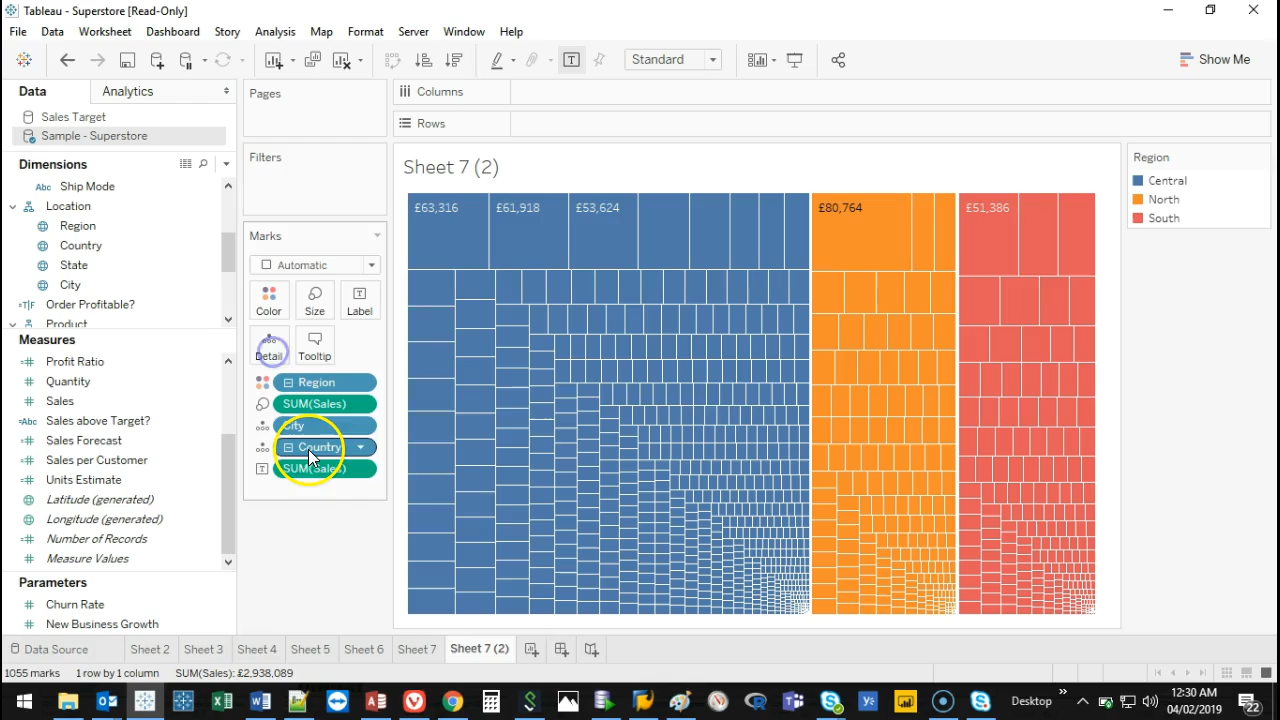 Tableau - Superstore [Read-Only]
File Data Worksheet Dashboard Story Analysis Map Format Server Window Help
Standard
Show Me
Data
Analytics
Sales Target
Sample - Superstore
Dimensions
Abc Ship Mode
Location
Region
Country
State
City
=T|F Order Profitable?
Product
Measures
Profit Ratio
Quantity
Sales
=Abc Sales above Target?
Sales Forecast
Sales per Customer
Units Estimate
Latitude (generated)
Longitude (generated)
Number of Records
Measure Values
Parameters
Churn Rate
New Business Growth
Pages
Filters
Marks
Automatic
Color
Size
Label
Detail
Tooltip
Region
SUM(Sales)
City
Country
SUM(Sales)
Columns
Rows
Sheet 7 (2)
£63,316
£61,918
£53,624
£80,764
£51,386
Region
Central
North
South
Data Source
Sheet 2
Sheet 3
Sheet 4
Sheet 5
Sheet 6
Sheet 7
Sheet 7 (2)
1055 marks
1 row by 1 column
SUM(Sales): £2,938,089
Desktop
12:30 AM
04/02/2019
22